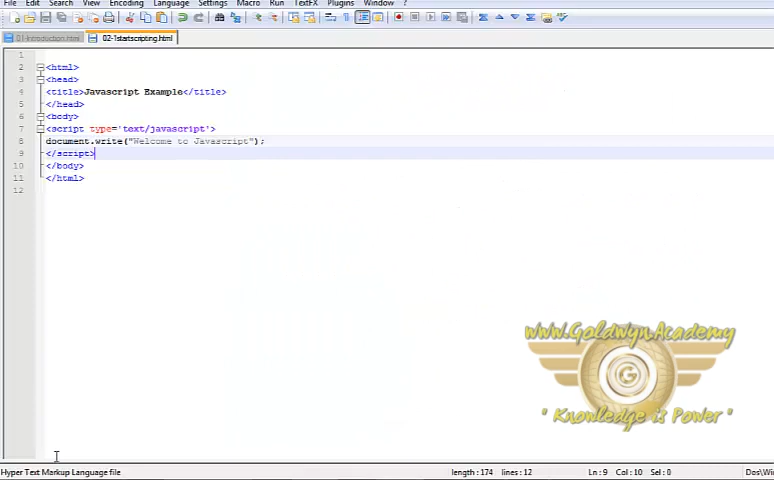 File Edit Search View Encoding Language Settings Macro Run TextFX Plugins Window ?
01-Introduction.html 02-1startscripting.html
1
2 <html>
3 <head>
4 <title>Javascript Example</title>
5 </head>
6 <body>
7 <script type='text/javascript'>
8 document.write("Welcome to Javascript");
9 </script>
10 </body>
11 </html>
12
www.GoldwynAcademy
G
" Knowledge is Power "
Hyper Text Markup Language file length : 174 lines : 12 Ln : 9 Col : 10 Sel : 0 Dos\Win